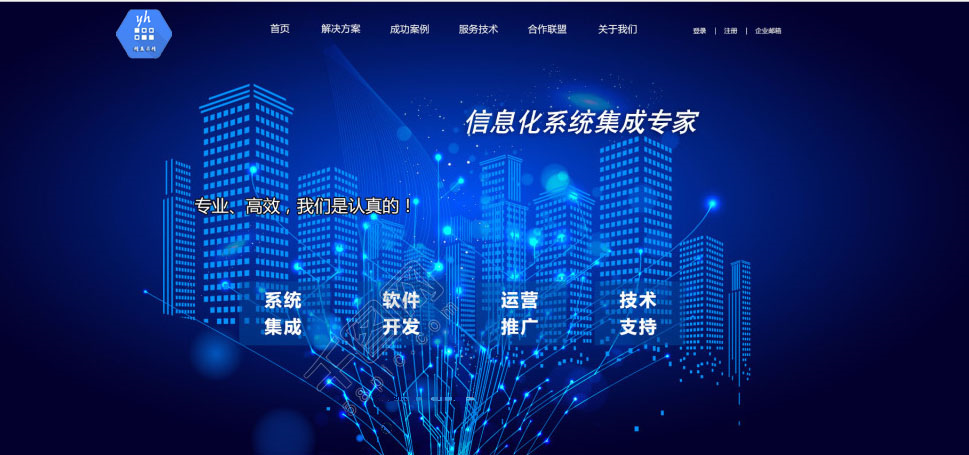 yh
首页 解决方案 成功案例 服务技术 合作联盟 关于我们
登录 | 注册 | 企业邮箱
信息化系统集成专家
专业、高效，我们是认真的！
系统 软件 运营 技术
集成 开发 推广 支持